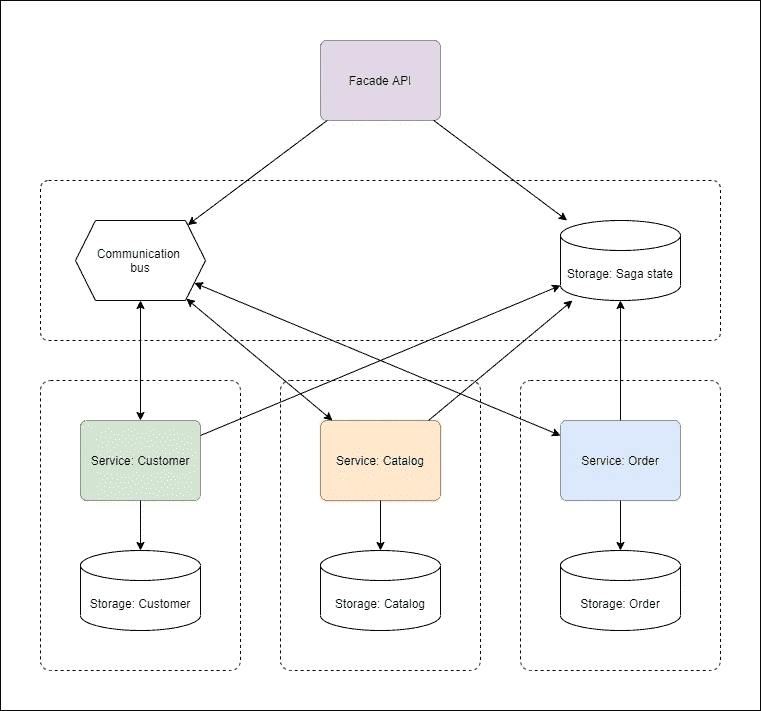 Facade API
Communication
bus
Storage: Saga state
Service: Customer
Service: Catalog
Service: Order
Storage: Customer
Storage: Catalog
Storage: Order